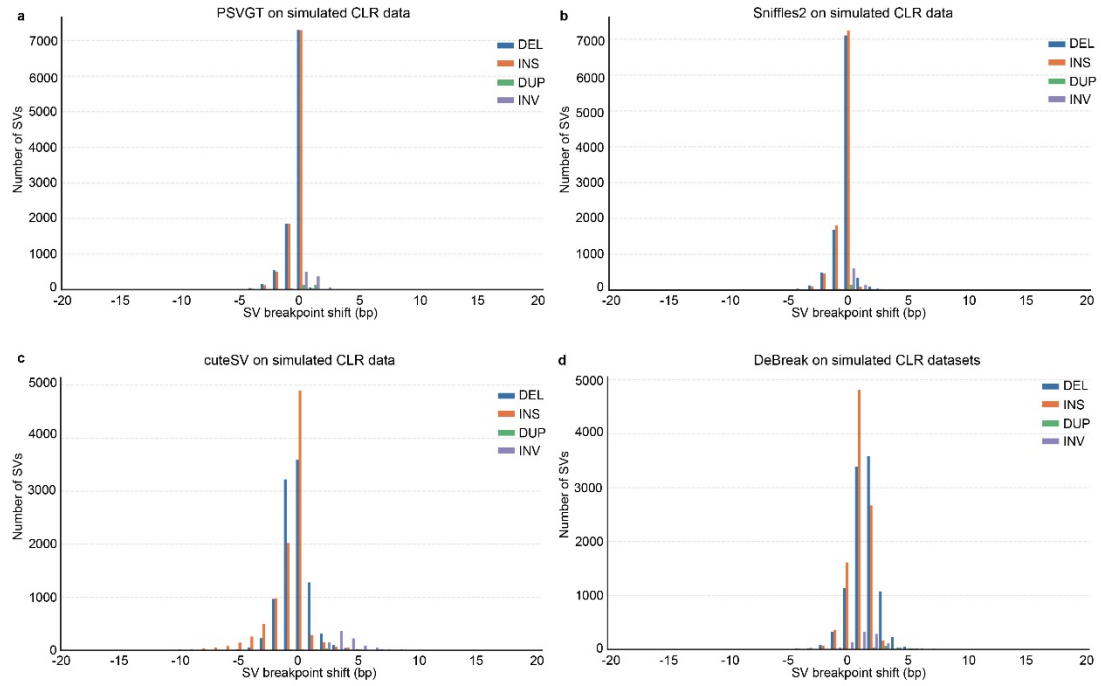 a
PSVGT on simulated CLR data
7000
6000
5000
4000
3000
2000
1000
0
Number of SVs
DEL
INS
DUP
INV
-20 -15 -10 -5 0 5 10 15 20
SV breakpoint shift (bp)
b
Sniffles2 on simulated CLR data
7000
6000
5000
4000
3000
2000
1000
0
Number of SVs
DEL
INS
DUP
INV
-20 -15 -10 -5 0 5 10 15 20
SV breakpoint shift (bp)
c
cuteSV on simulated CLR data
5000
4000
3000
2000
1000
0
Number of SVs
DEL
INS
DUP
INV
-20 -15 -10 -5 0 5 10 15 20
SV breakpoint shift (bp)
d
DeBreak on simulated CLR datasets
5000
4000
3000
2000
1000
0
Number of SVs
DEL
INS
DUP
INV
-20 -15 -10 -5 0 5 10 15 20
SV breakpoint shift (bp)